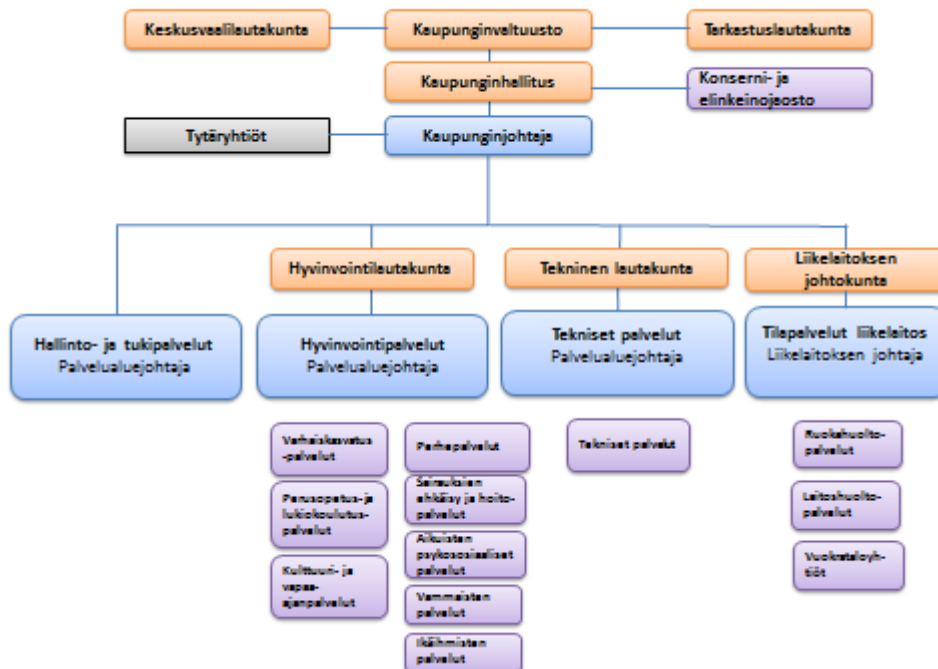 Keskusvaalilautakunta
Kaupunginvaltuusto
Tarkastuslautakunta
Kaupunginhallitus
Konserni- ja
elinkeinojaosto
Tytäryhtiöt
Kaupunginjohtaja
Hyvinvointilautakunta
Tekninen lautakunta
Liikelaitoksen
johtokunta
Hallinto- ja tukipalvelut
Palvelualuejohtaja
Hyvinvointipalvelut
Palvelualuejohtaja
Tekniset palvelut
Palvelualuejohtaja
Tilapalvelut liikelaitos
Liikelaitoksen johtaja
Varhaiskasvatus
-palvelut
Perusopetus- ja
lukiokoulutus-
palvelut
Kulttuuri- ja
vapaa-
ajanpalvelut
Perhepalvelut
Sairauksien
ehkäisy ja hoito-
palvelut
Aikuisten
psykososiaaliset
palvelut
Vammaisten
palvelut
Ikäihmisten
palvelut
Tekniset palvelut
Ruokahuolto-
palvelut
Laitoshuolto-
palvelut
Vuokrataloyh-
tiöt